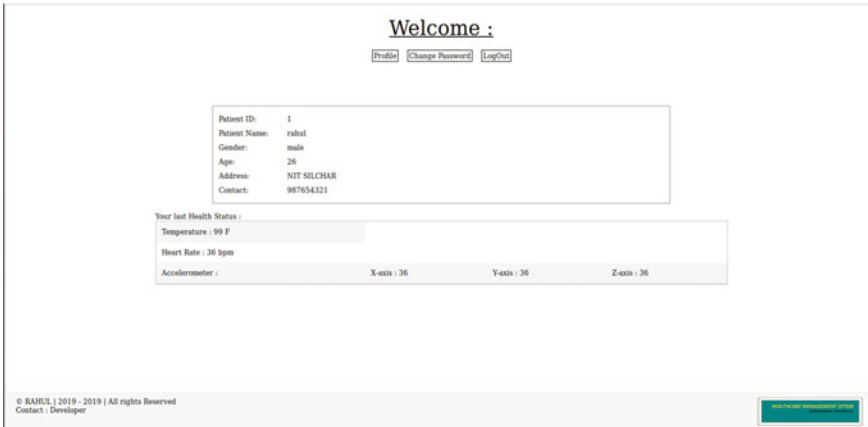 Welcome :
Profile Change Password LogOut
Patient ID: 1
Patient Name: rahul
Gender: male
Age: 26
Address: NIT SILCHAR
Contact: 987654321
Your last Health Status :
Temperature : 99 F
Heart Rate : 36 bpm
Accelerometer : X-axis : 36 Y-axis : 36 Z-axis : 36
© RAHUL | 2019 - 2019 | All rights Reserved
Contact : Developer
HEALTHCARE MANAGEMENT